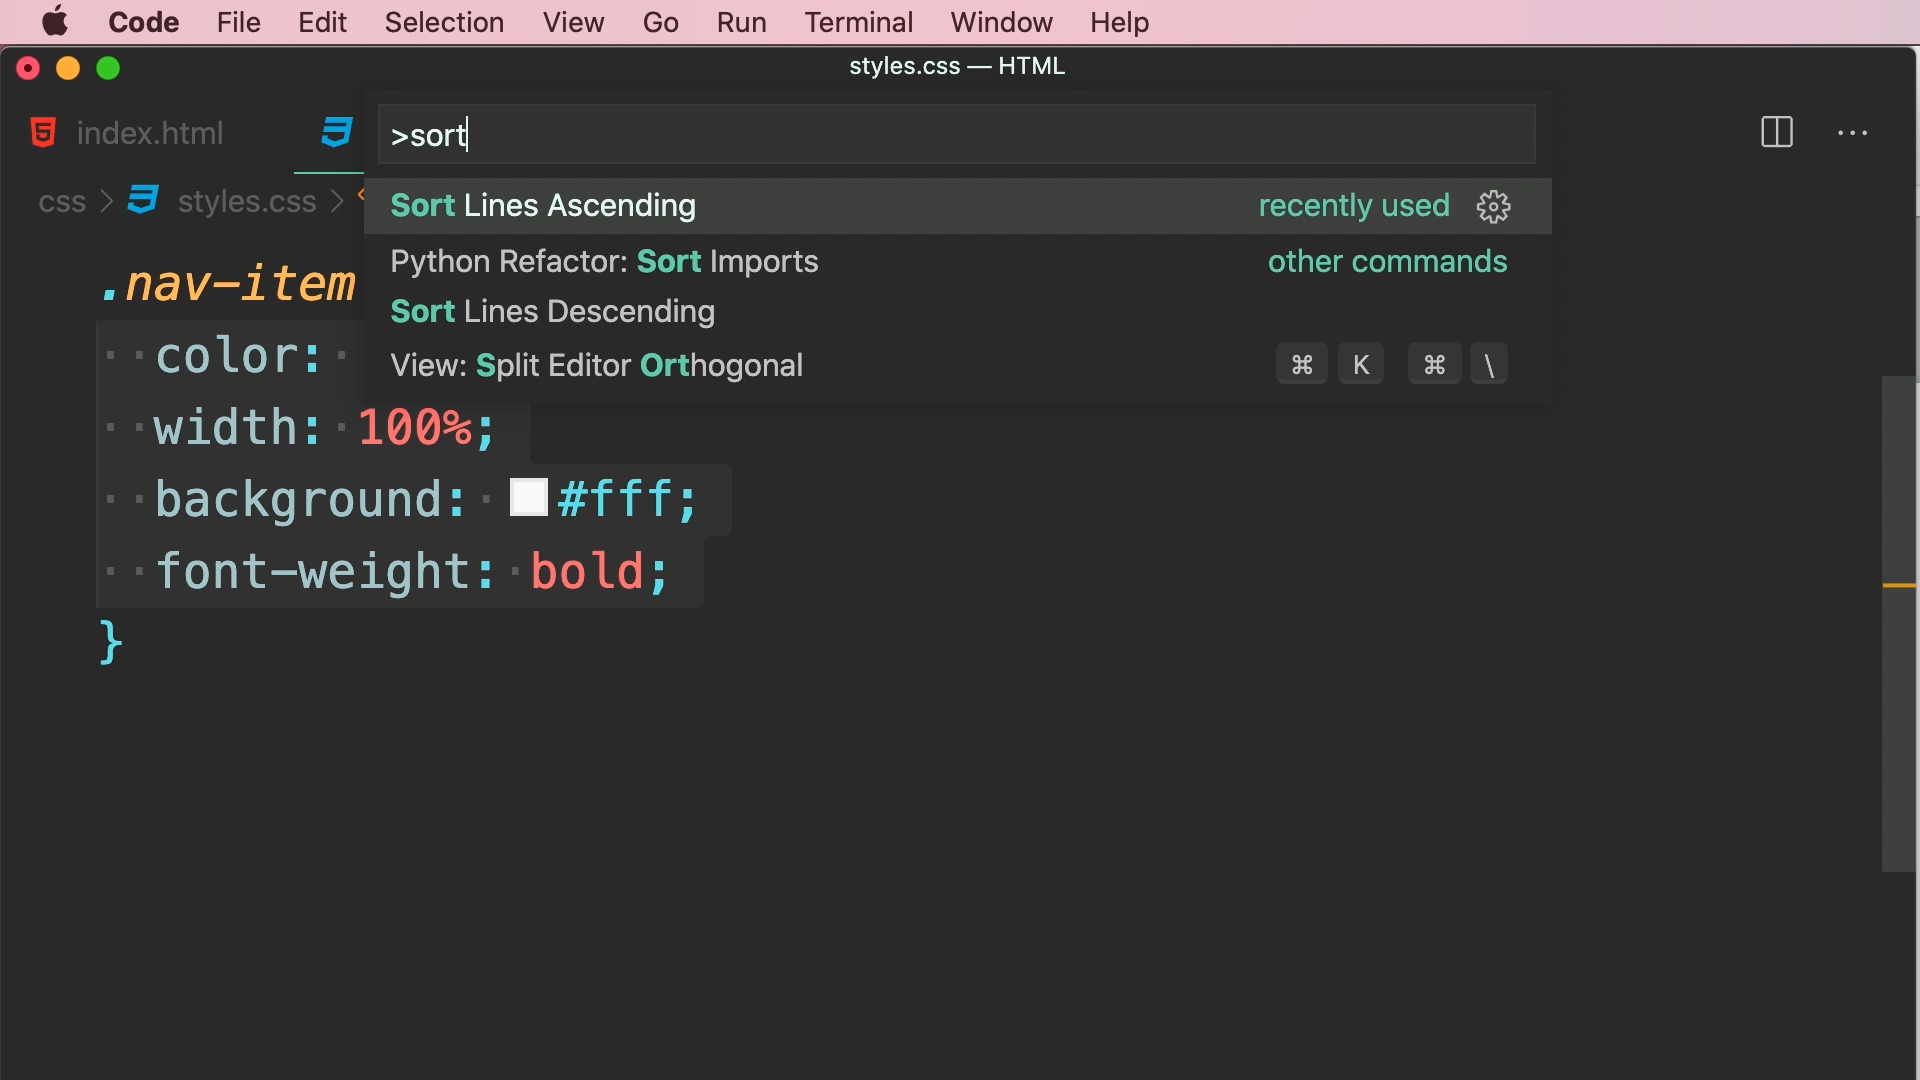 Code File Edit Selection View Go Run Terminal Window Help
styles.css — HTML
index.html
>sort
css > styles.css >
Sort Lines Ascending recently used
Python Refactor: Sort Imports other commands
Sort Lines Descending
View: Split Editor Orthogonal ⌘ K ⌘ \
.nav-item
color:
width: 100%;
background: #fff;
font-weight: bold;
}